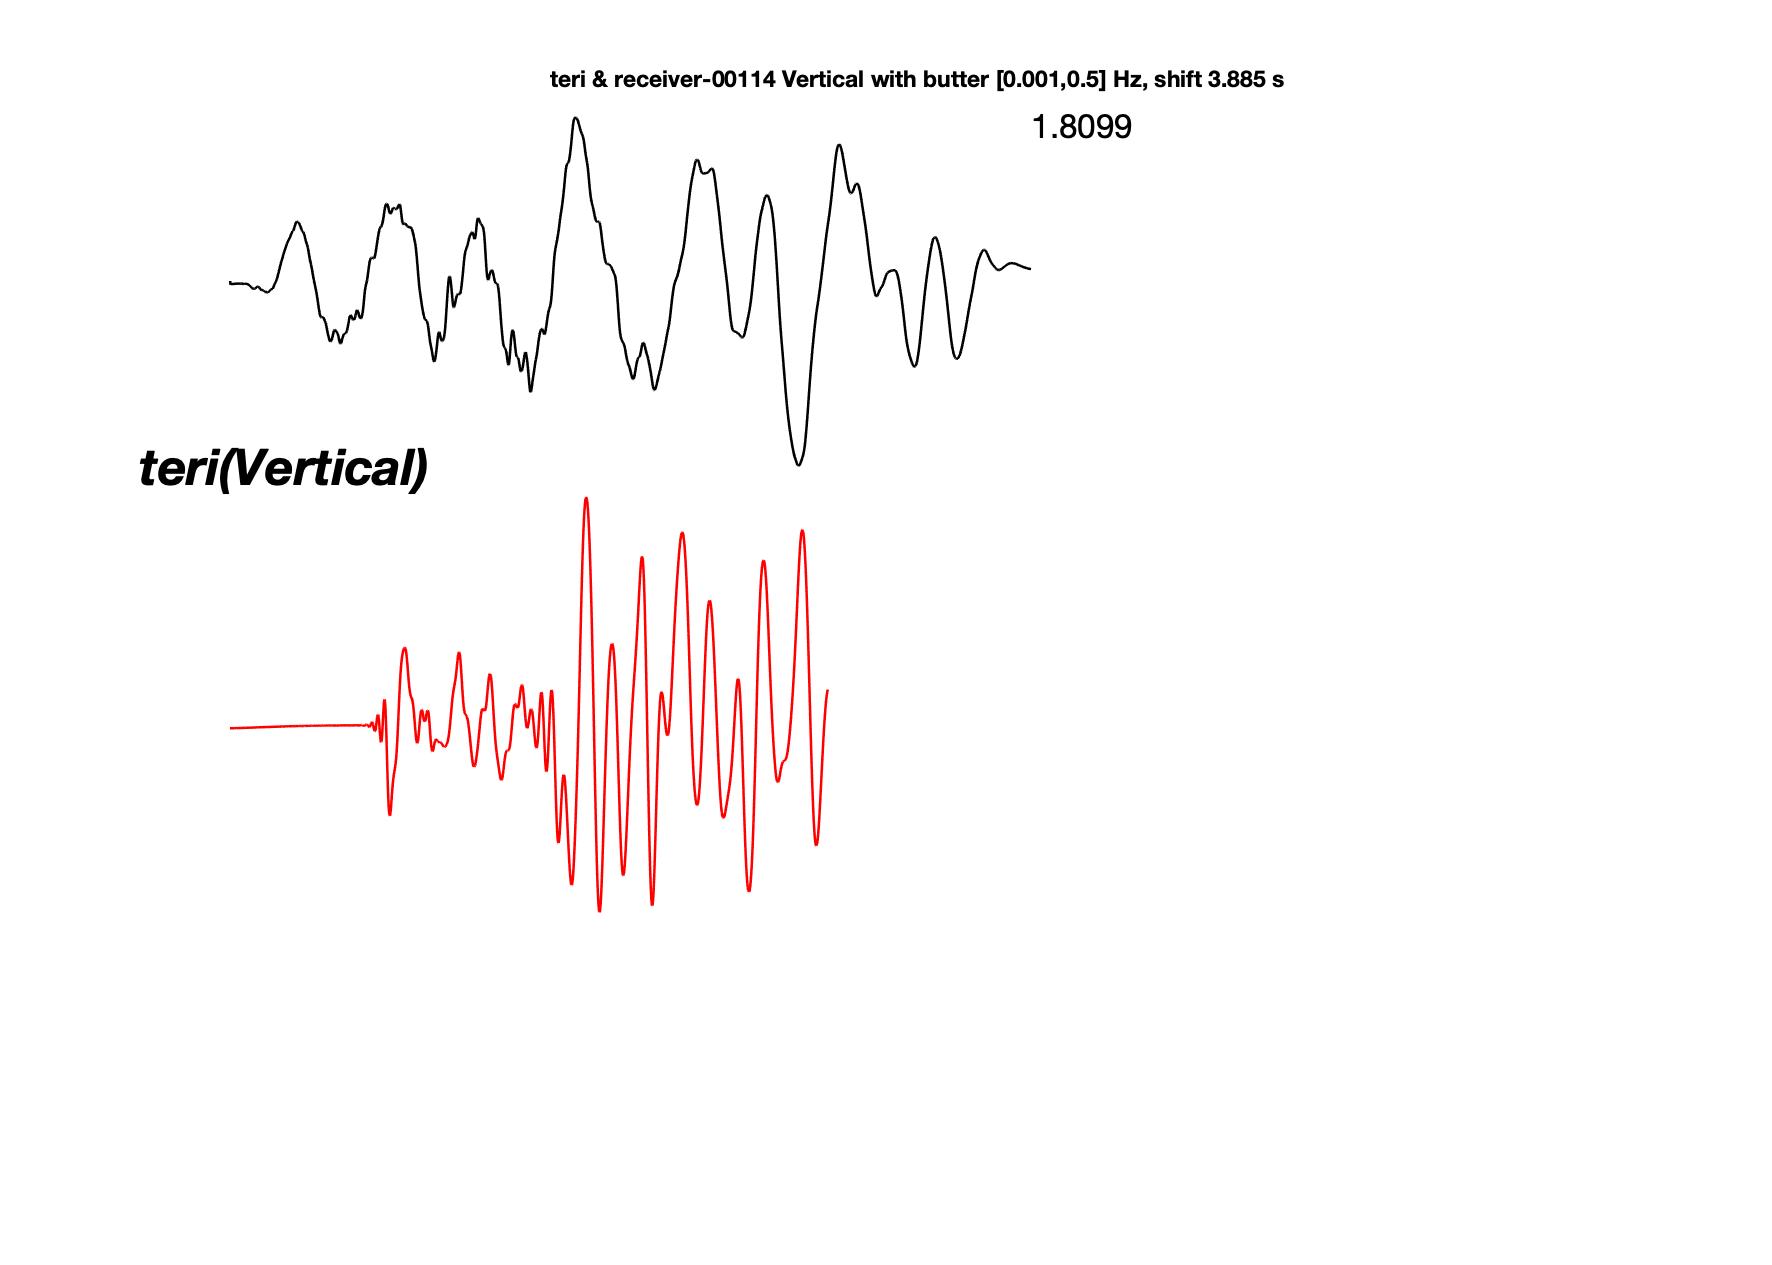 teri & receiver-00114 Vertical with butter [0.001,0.5] Hz, shift 3.885 s
1.8099
teri(Vertical)